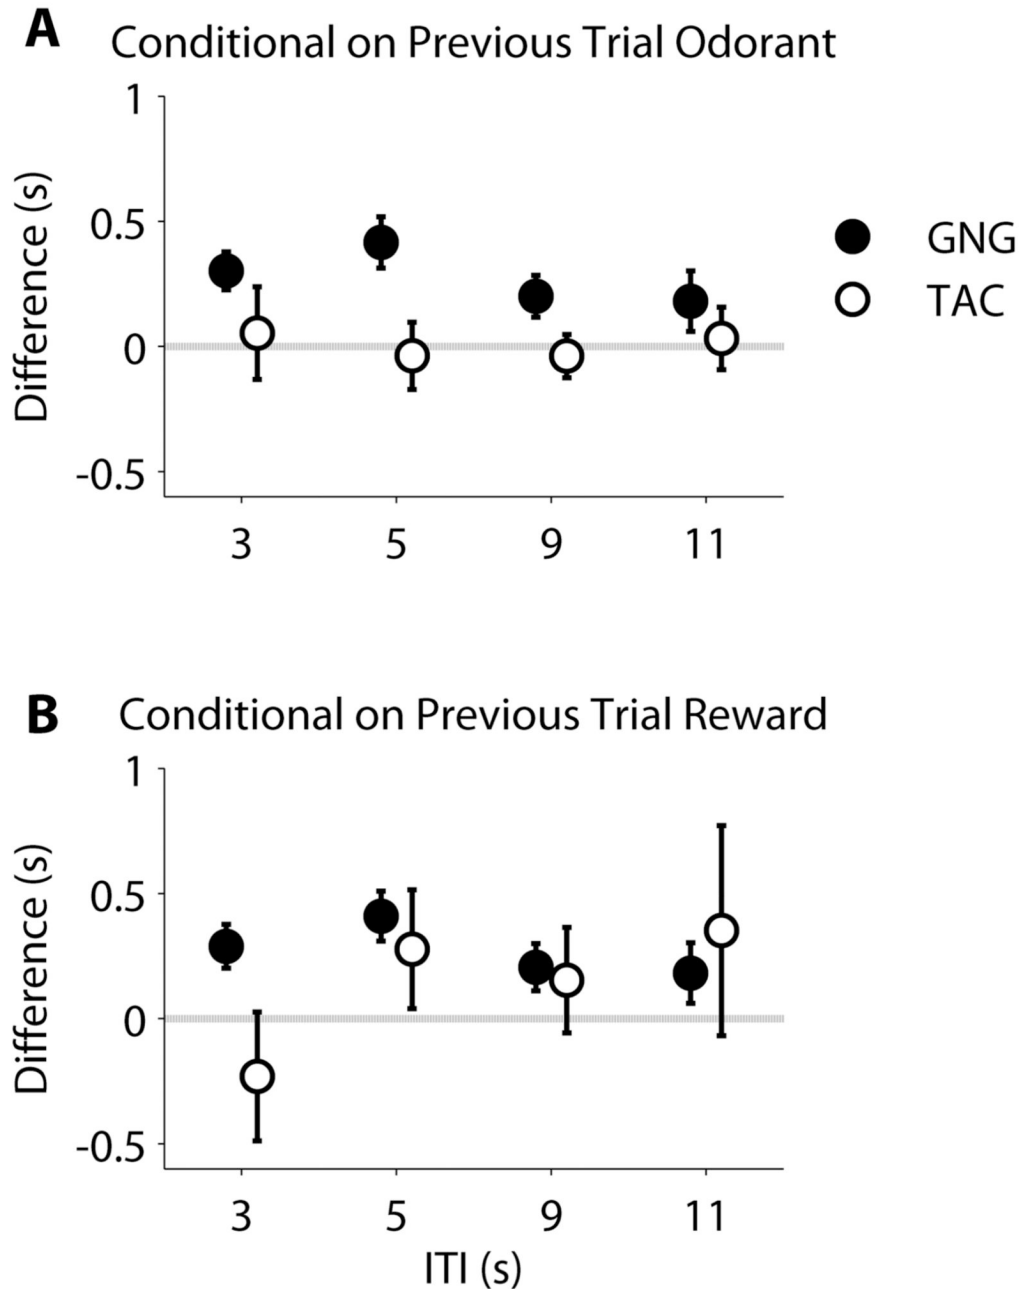 A Conditional on Previous Trial Odorant
1
0.5
0
-0.5
Difference (s)
3 5 9 11
GNG
TAC
B Conditional on Previous Trial Reward
1
0.5
0
-0.5
Difference (s)
3 5 9 11
ITI (s)